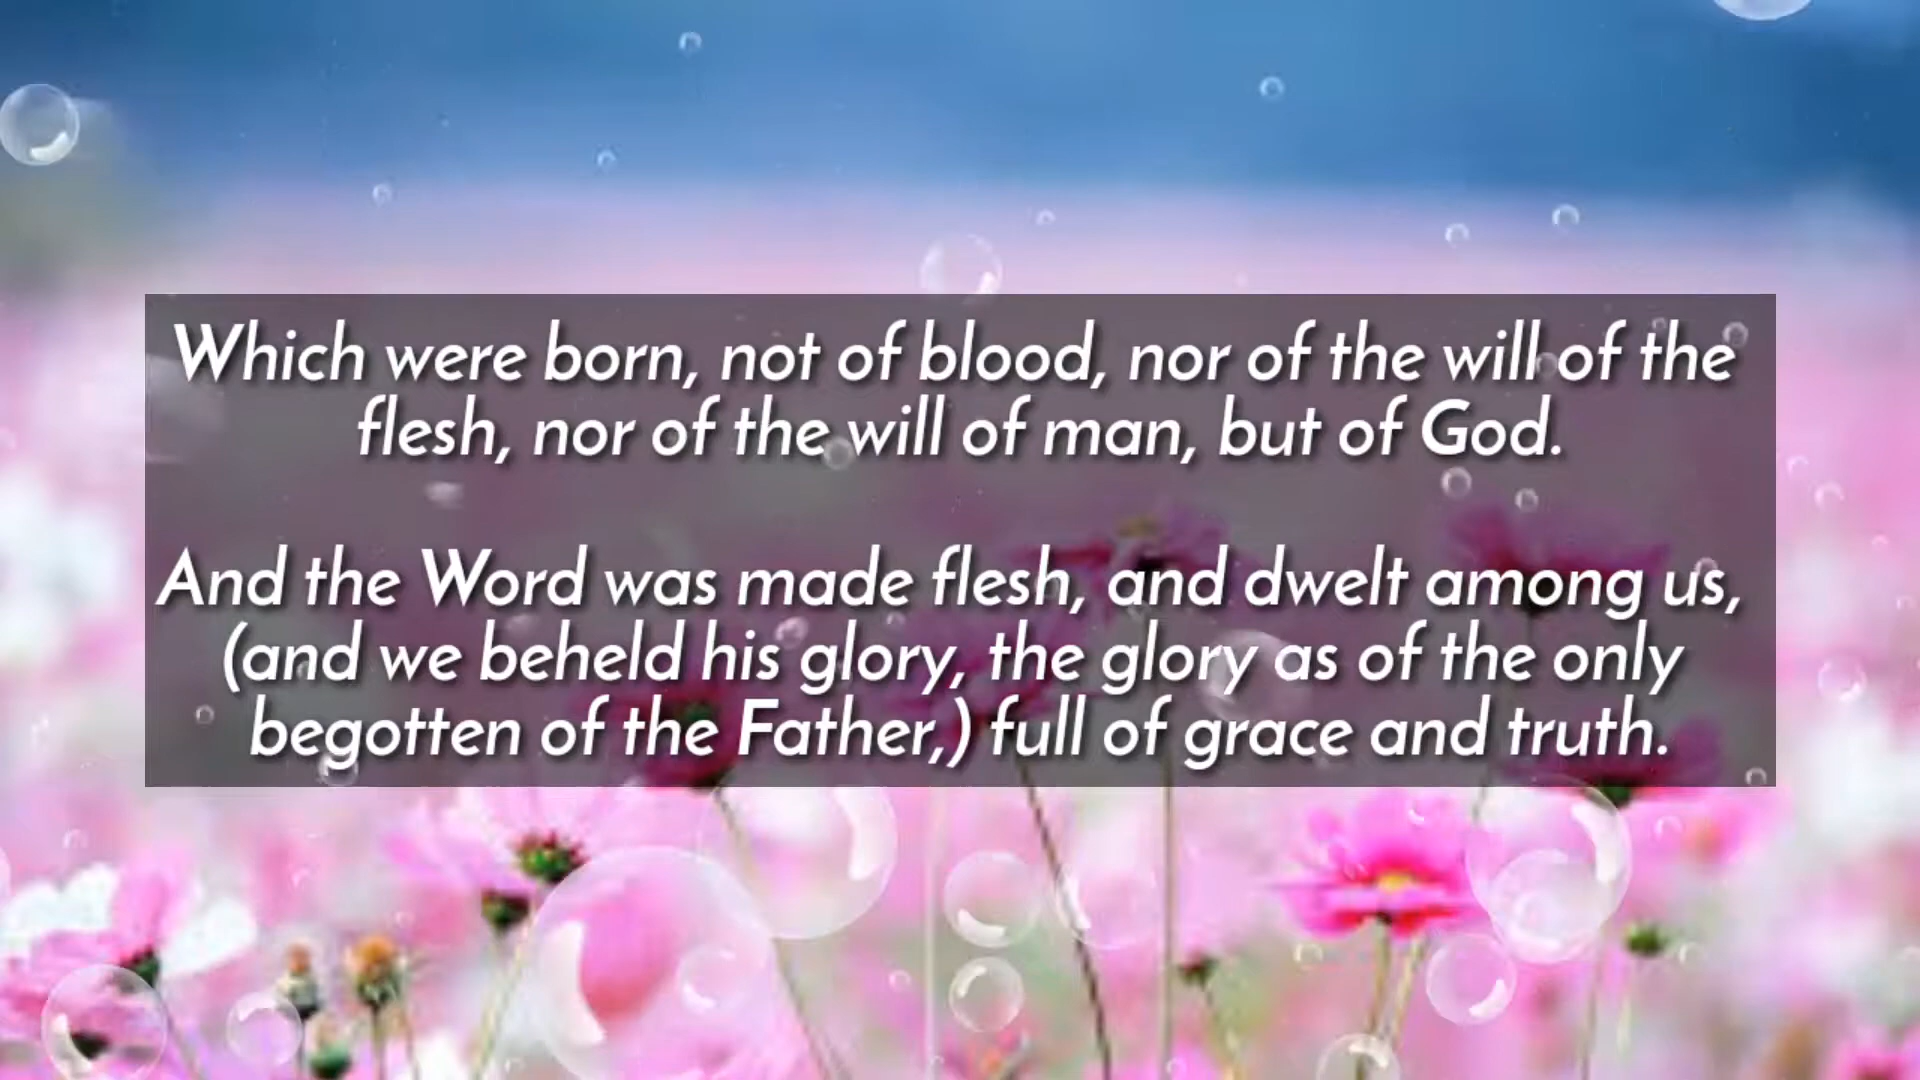 Which were born, not of blood, nor of the will of the
flesh, nor of the will of man, but of God.
And the Word was made flesh, and dwelt among us,
(and we beheld his glory, the glory as of the only
begotten of the Father,) full of grace and truth.